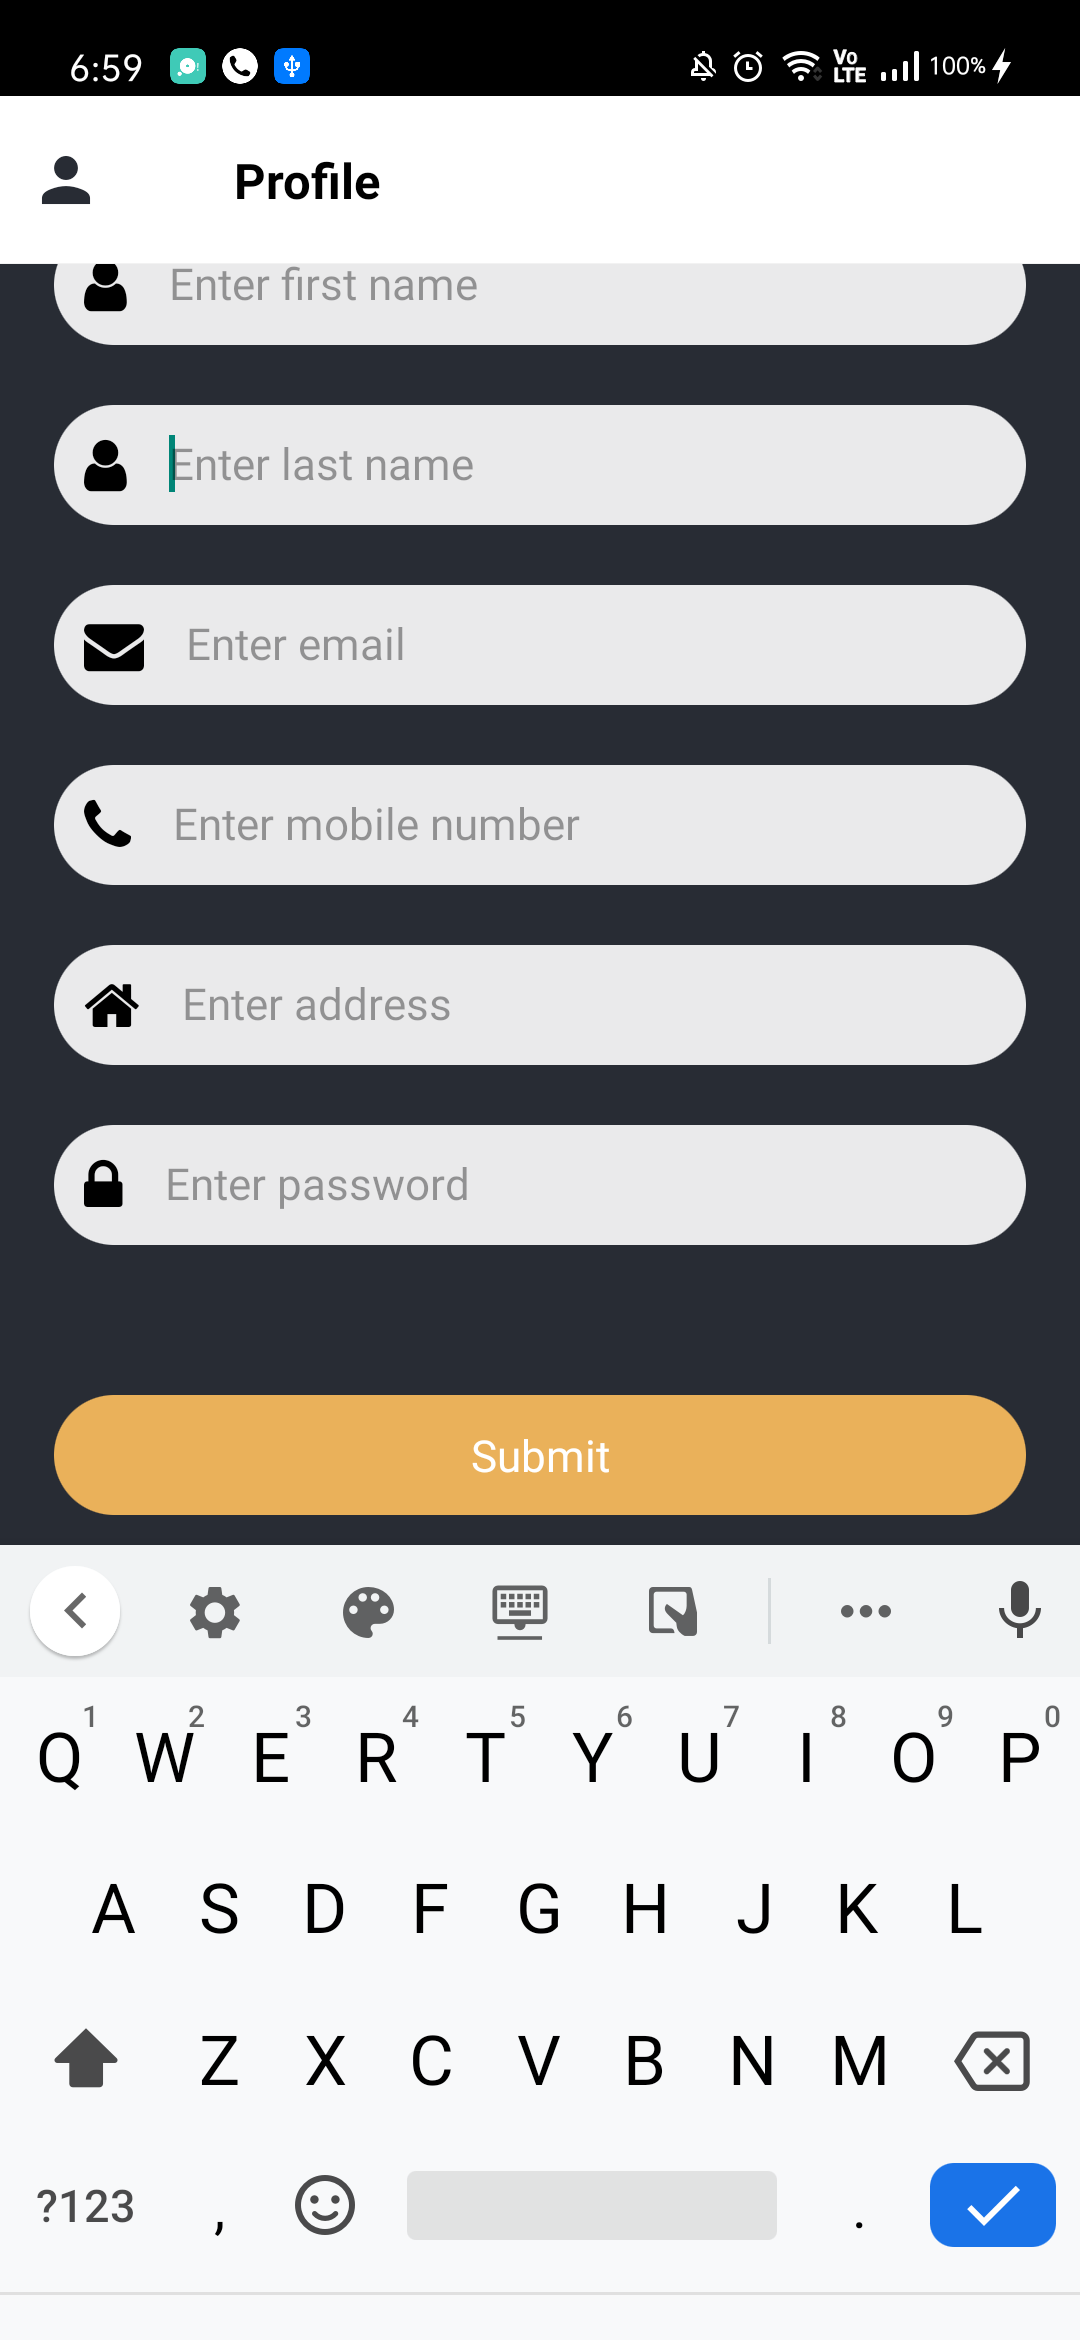 6:59 Vo LTE 100%
Profile
Enter first name
Enter last name
Enter email
Enter mobile number
Enter address
Enter password
Submit
1 2 3 4 5 6 7 8 9 0
Q W E R T Y U I O P
A S D F G H J K L
Z X C V B N M
?123 , .